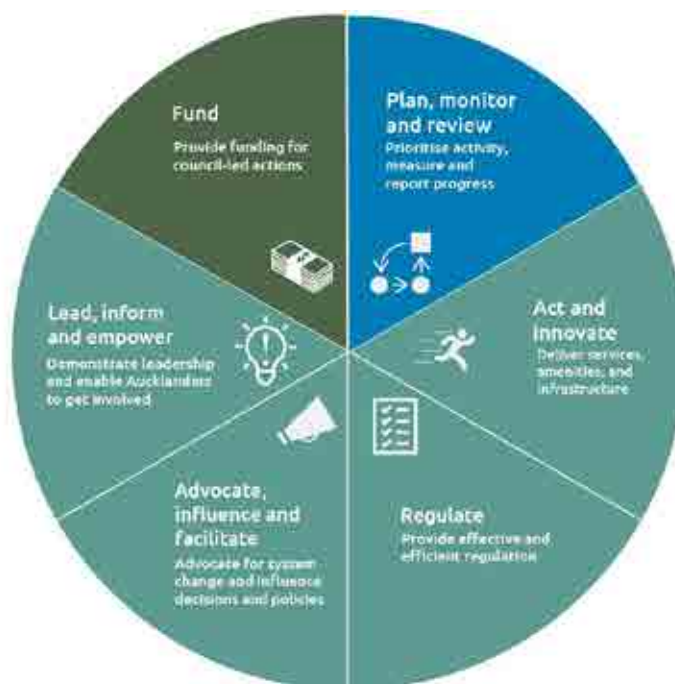 Fund
Provide funding for
council-led actions
Plan, monitor
and review
Prioritise activity,
measure and
report progress
Act and
innovate
Deliver services,
amenities, and
infrastructure
Regulate
Provide effective and
efficient regulation
Advocate,
influence and
facilitate
Advocate for system
change and influence
decisions and policies
Lead, inform
and empower
Demonstrate leadership
and enable Aucklanders
to get involved